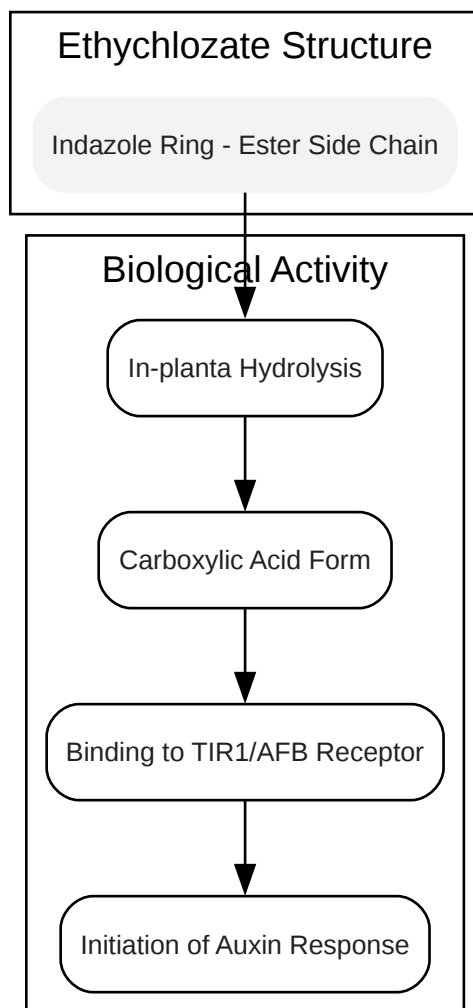 Ethychlozate Structure
Indazole Ring - Ester Side Chain
Biological Activity
In-planta Hydrolysis
Carboxylic Acid Form
Binding to TIR1/AFB Receptor
Initiation of Auxin Response